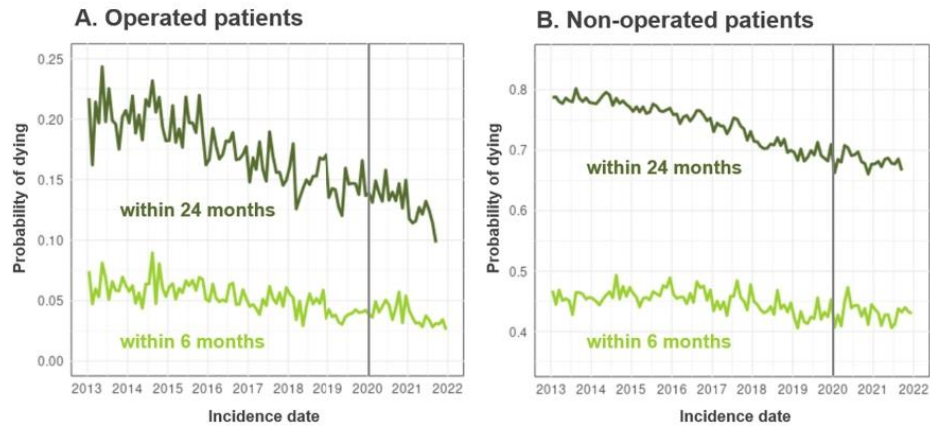 A. Operated patients
Probability of dying
0.25
0.20
0.15
0.10
0.05
0.00
within 24 months
within 6 months
2013 2014 2015 2016 2017 2018 2019 2020 2021 2022
Incidence date
B. Non-operated patients
Probability of dying
0.8
0.7
0.6
0.5
0.4
within 24 months
within 6 months
2013 2014 2015 2016 2017 2018 2019 2020 2021 2022
Incidence date